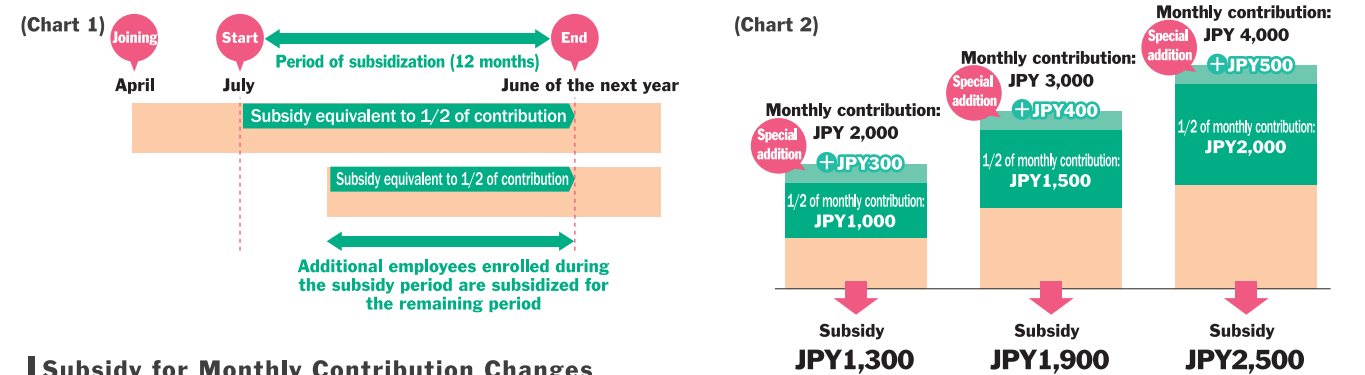 (Chart 1)
Joining
Start
End
Period of subsidization (12 months)
April
July
June of the next year
Subsidy equivalent to 1/2 of contribution
Subsidy equivalent to 1/2 of contribution
Additional employees enrolled during
the subsidy period are subsidized for
the remaining period
Subsidy for Monthly Contribution Changes
(Chart 2)
Monthly contribution:
JPY 2,000
Special
addition
+JPY300
1/2 of monthly contribution:
JPY1,000
Subsidy
JPY1,300
Monthly contribution:
JPY 3,000
Special
addition
+JPY400
1/2 of monthly contribution:
JPY1,500
Subsidy
JPY1,900
Monthly contribution:
JPY 4,000
Special
addition
+JPY500
1/2 of monthly contribution:
JPY2,000
Subsidy
JPY2,500